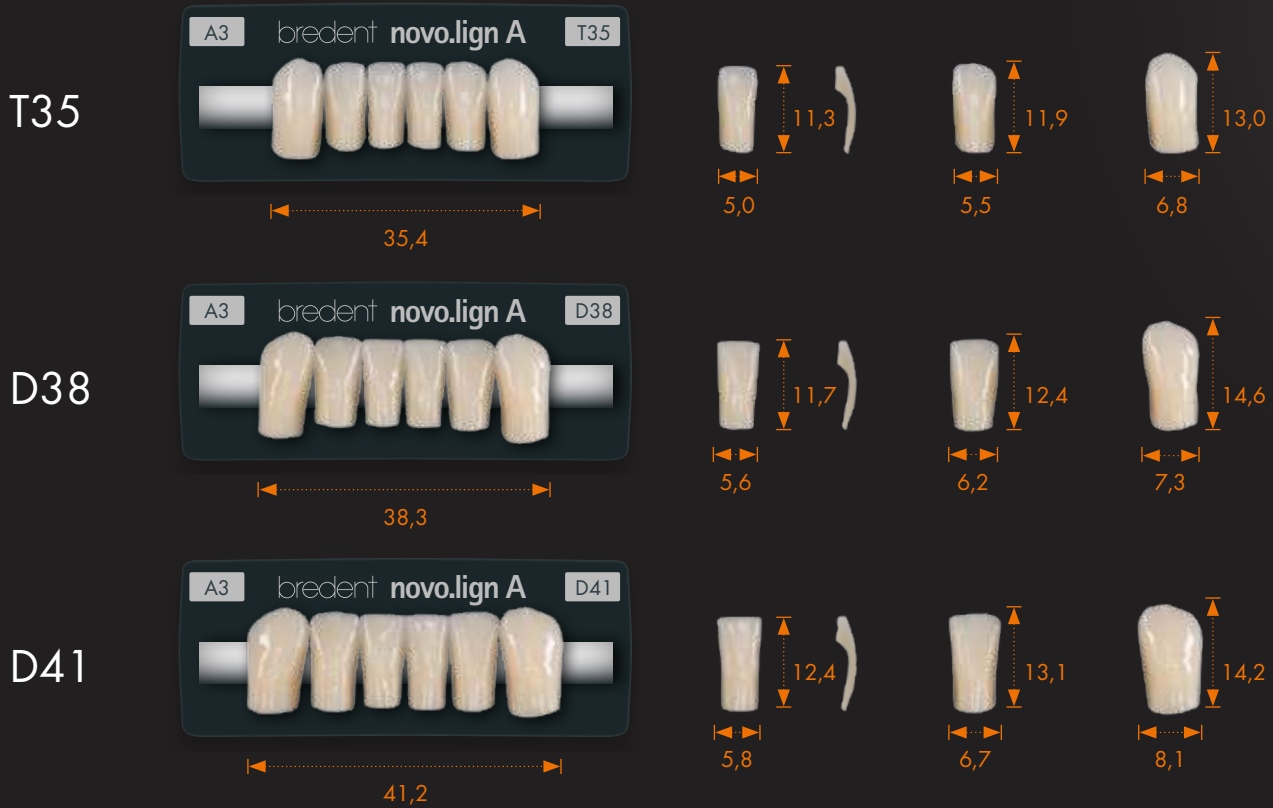 A3 bredent novo.lign A T35
T35
11,3 11,9 13,0
5,0 5,5 6,8
35,4
A3 bredent novo.lign A D38
D38
11,7 12,4 14,6
5,6 6,2 7,3
38,3
A3 bredent novo.lign A D41
D41
12,4 13,1 14,2
5,8 6,7 8,1
41,2